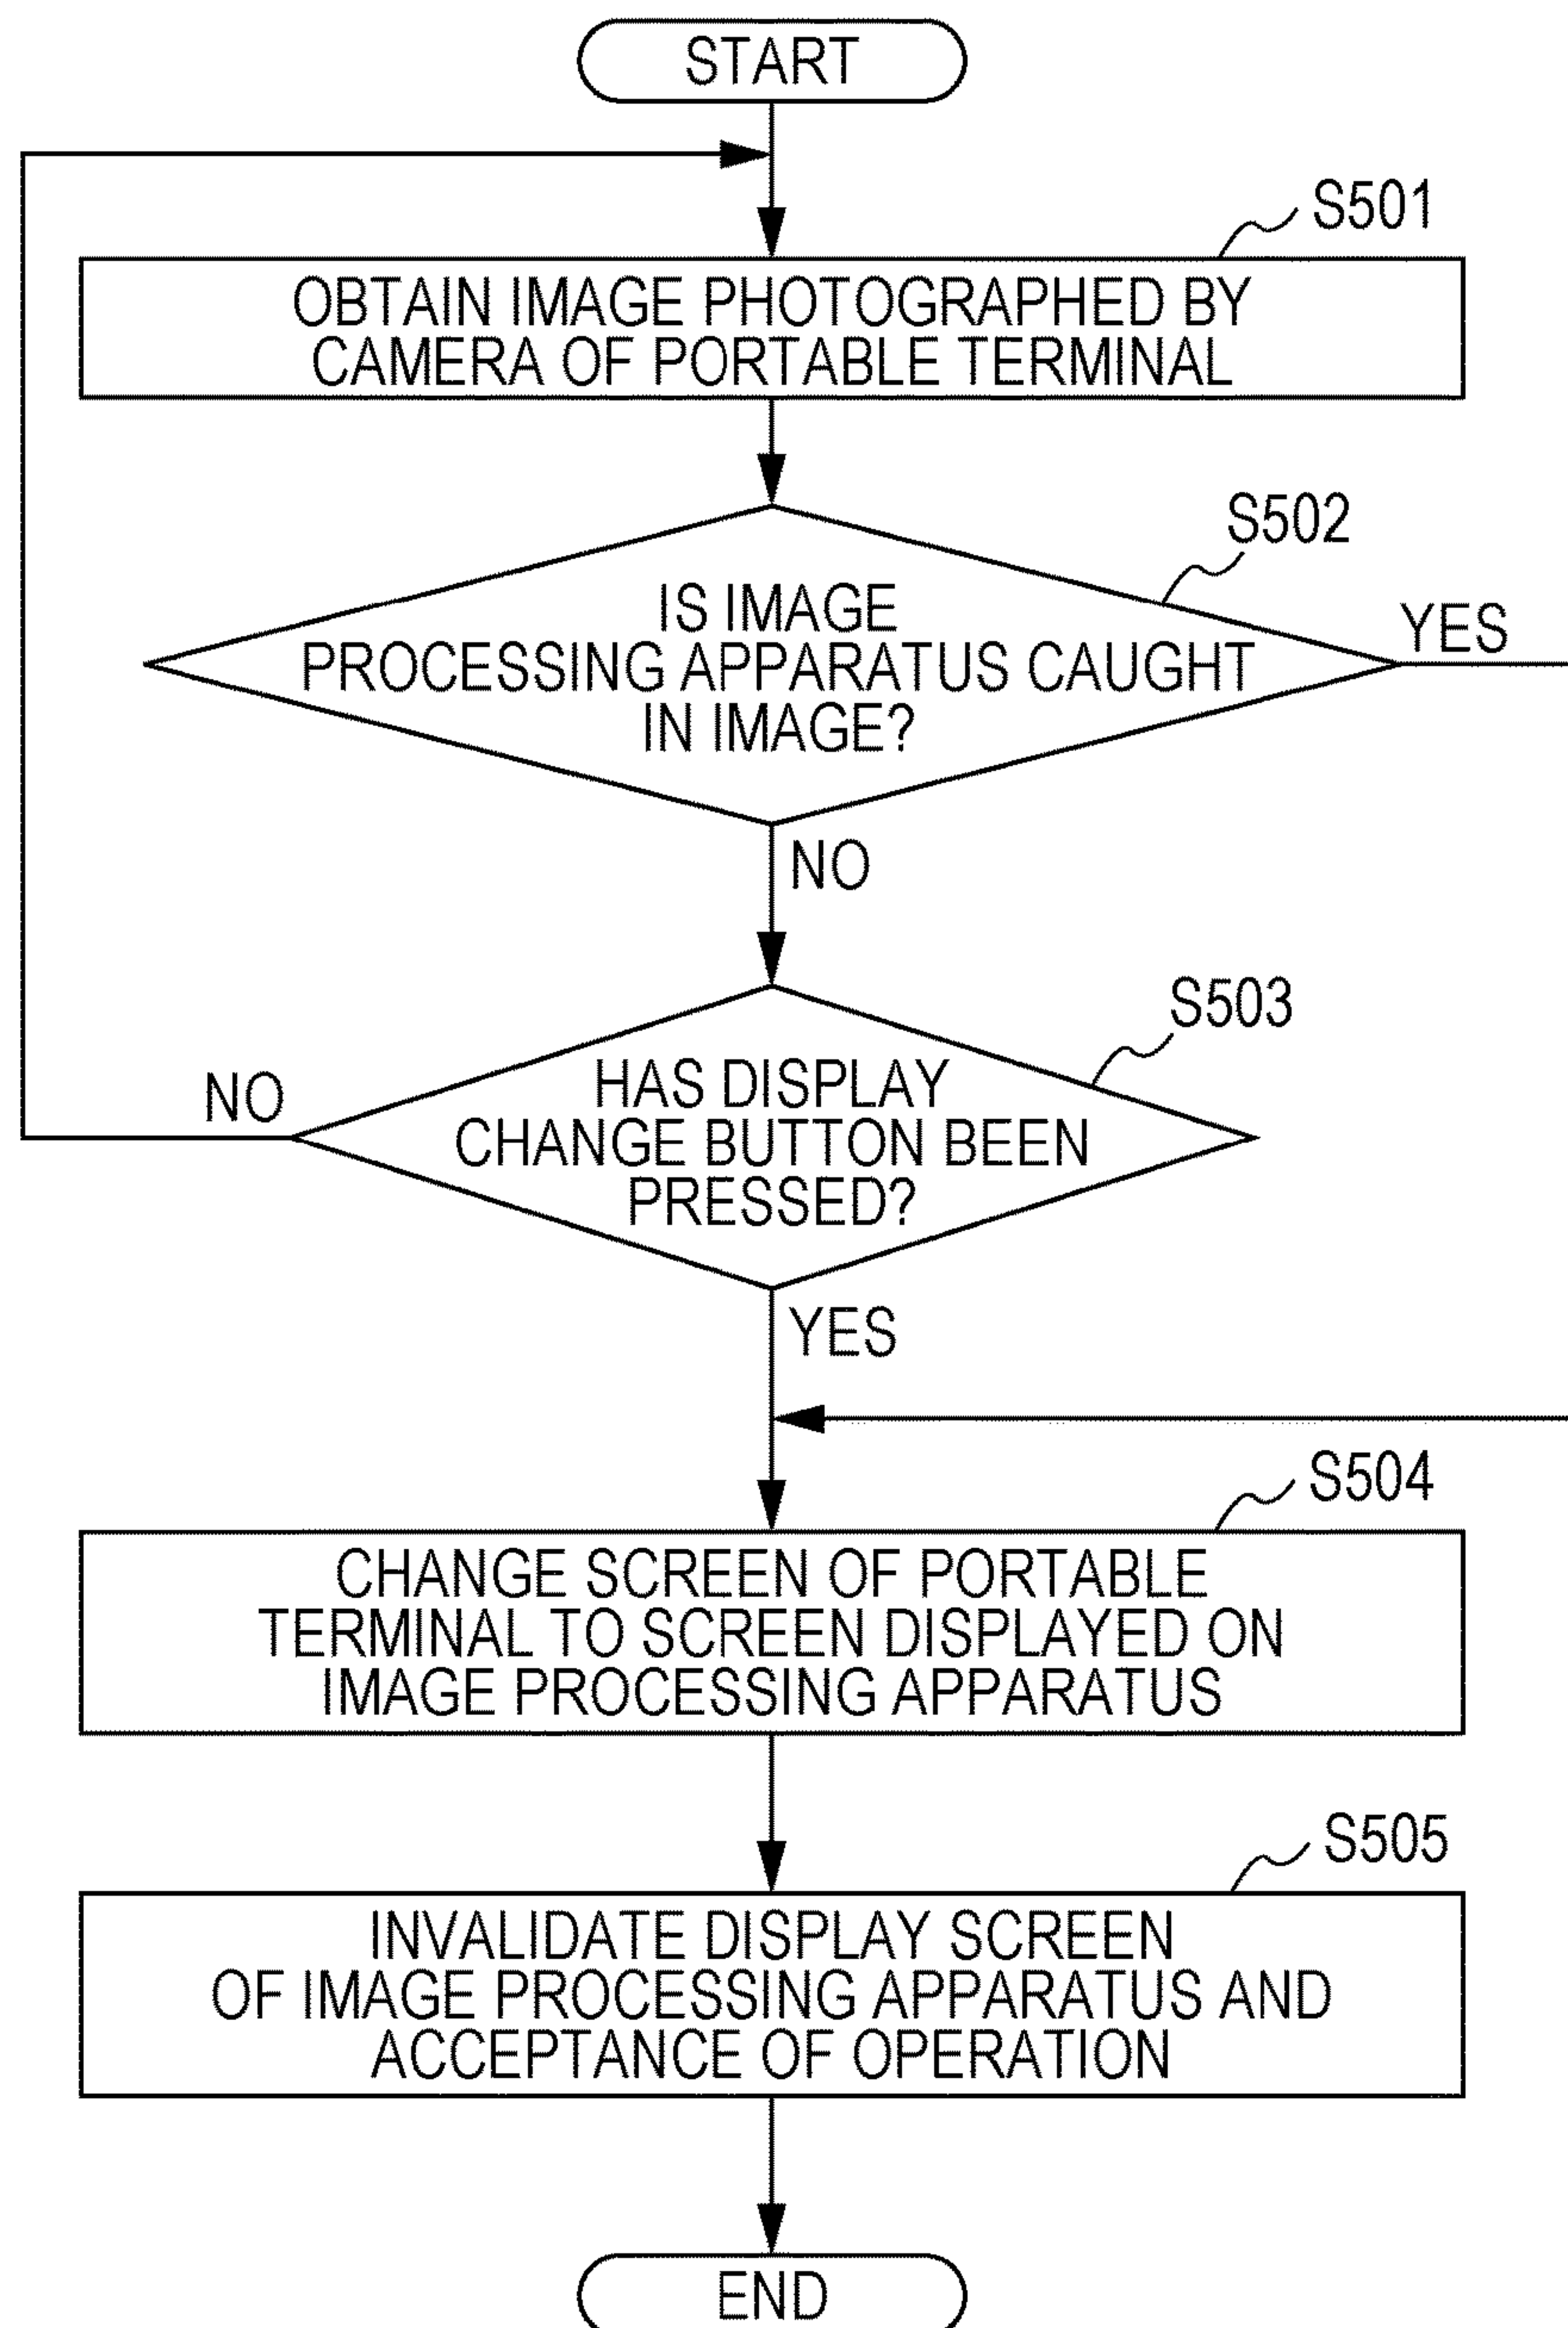 START
S501
OBTAIN IMAGE PHOTOGRAPHED BY
CAMERA OF PORTABLE TERMINAL
S502
IS IMAGE
PROCESSING APPARATUS CAUGHT
IN IMAGE?
YES
NO
S503
HAS DISPLAY
CHANGE BUTTON BEEN
PRESSED?
NO
YES
S504
CHANGE SCREEN OF PORTABLE
TERMINAL TO SCREEN DISPLAYED ON
IMAGE PROCESSING APPARATUS
S505
INVALIDATE DISPLAY SCREEN
OF IMAGE PROCESSING APPARATUS AND
ACCEPTANCE OF OPERATION
END